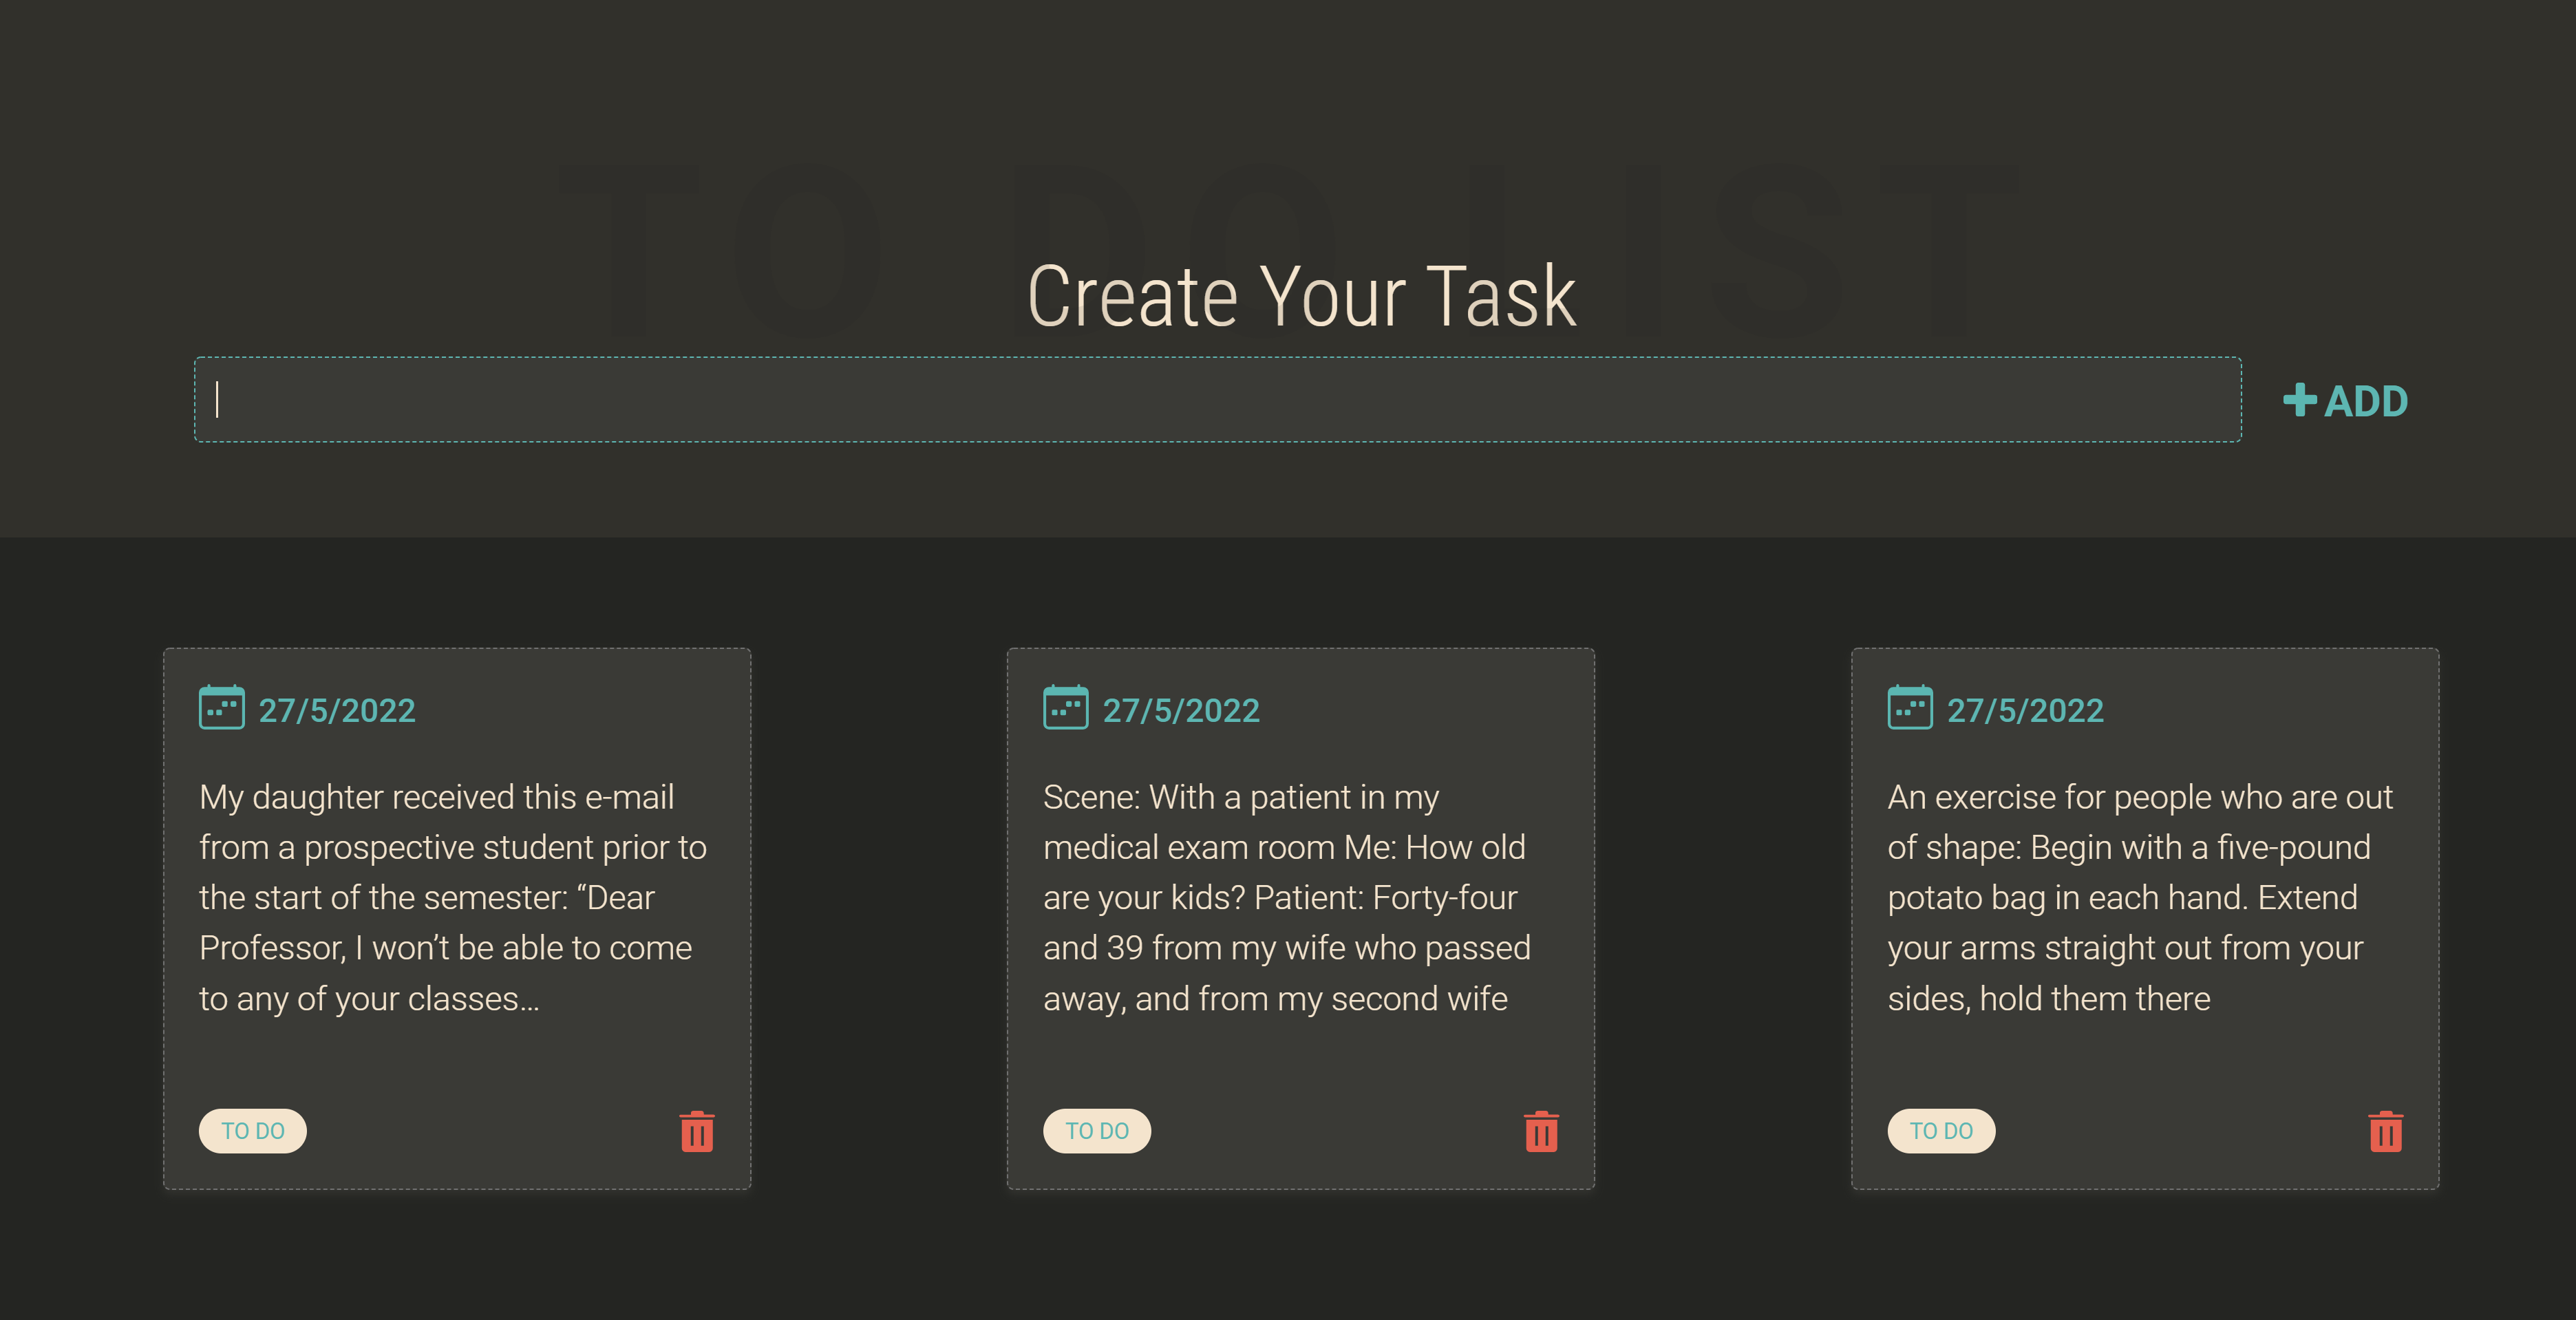 TO DO LIST
Create Your Task
ADD
27/5/2022
My daughter received this e-mail
from a prospective student prior to
the start of the semester: “Dear
Professor, I won’t be able to come
to any of your classes...
TO DO
27/5/2022
Scene: With a patient in my
medical exam room Me: How old
are your kids? Patient: Forty-four
and 39 from my wife who passed
away, and from my second wife
TO DO
27/5/2022
An exercise for people who are out
of shape: Begin with a five-pound
potato bag in each hand. Extend
your arms straight out from your
sides, hold them there
TO DO